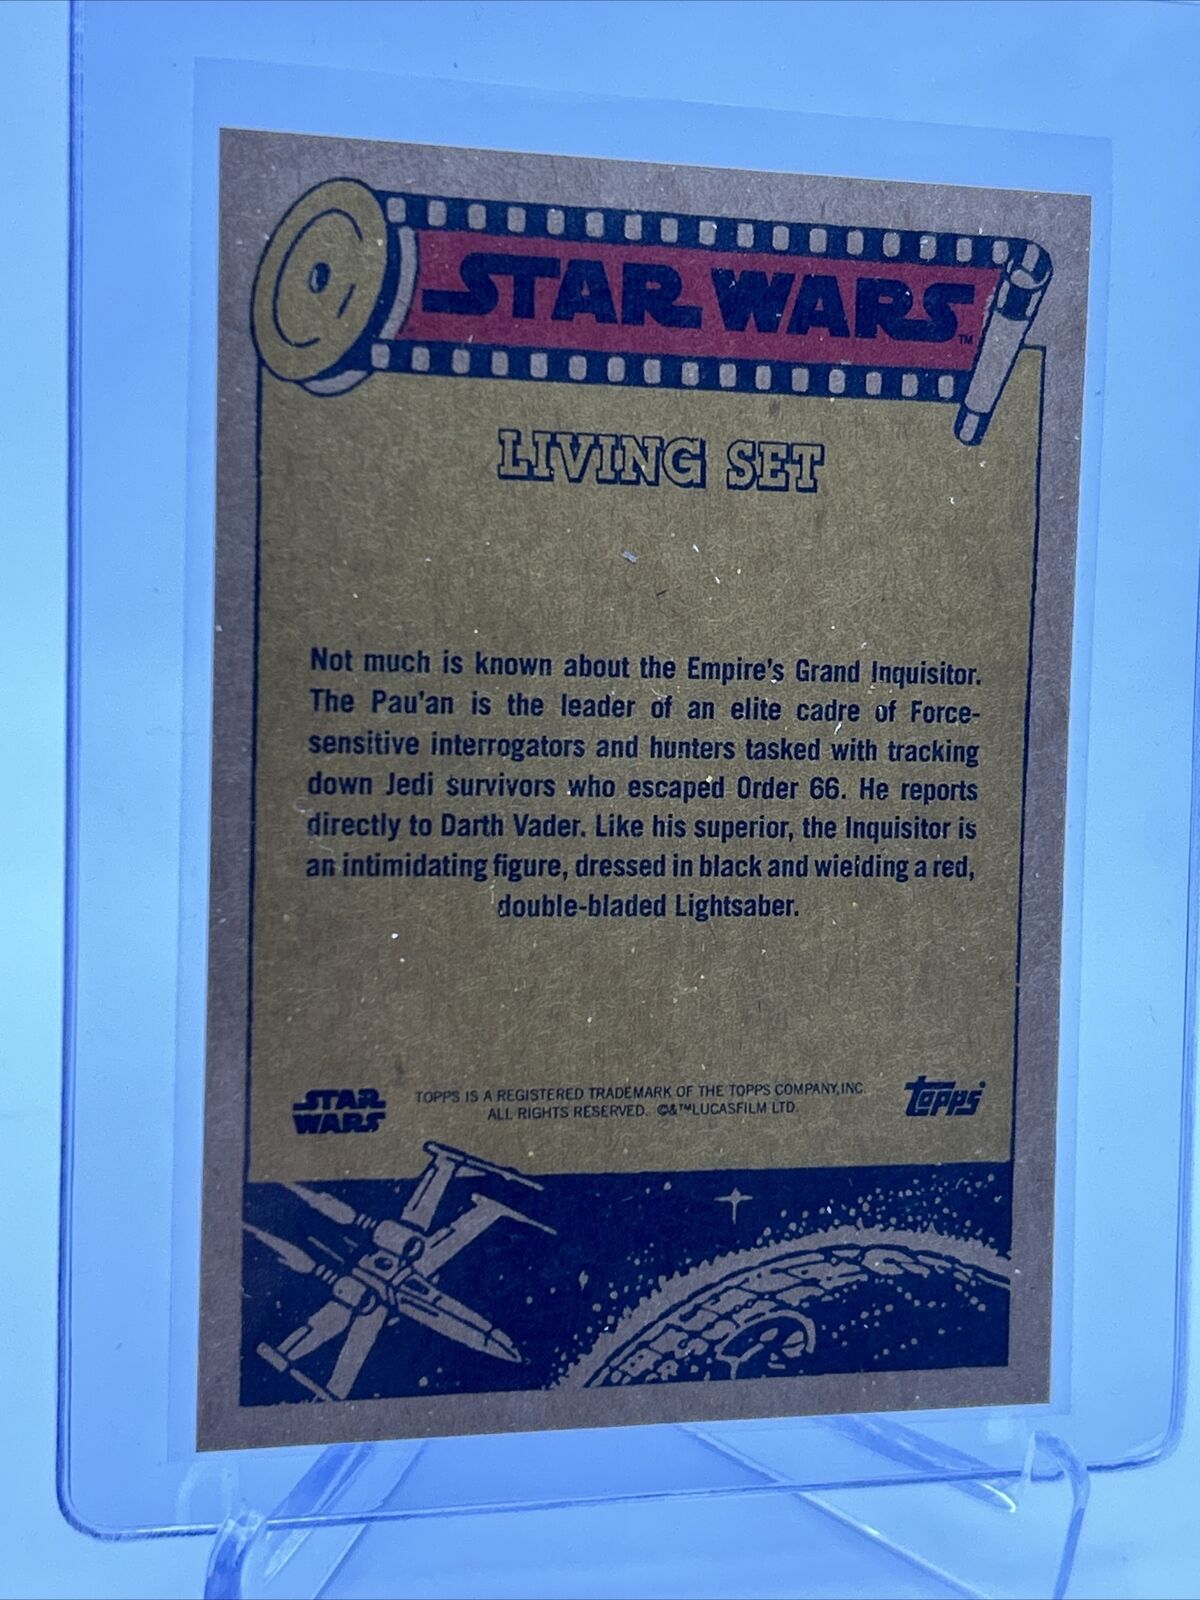 STAR WARS™
LIVING SET
Not much is known about the Empire's Grand Inquisitor.
The Pau'an is the leader of an elite cadre of Force-
sensitive interrogators and hunters tasked with tracking
down Jedi survivors who escaped Order 66. He reports
directly to Darth Vader. Like his superior, the Inquisitor is
an intimidating figure, dressed in black and wielding a red,
double-bladed Lightsaber.
STAR
WARS
TOPPS IS A REGISTERED TRADEMARK OF THE TOPPS COMPANY, INC.
ALL RIGHTS RESERVED. ©&™LUCASFILM LTD.
topps